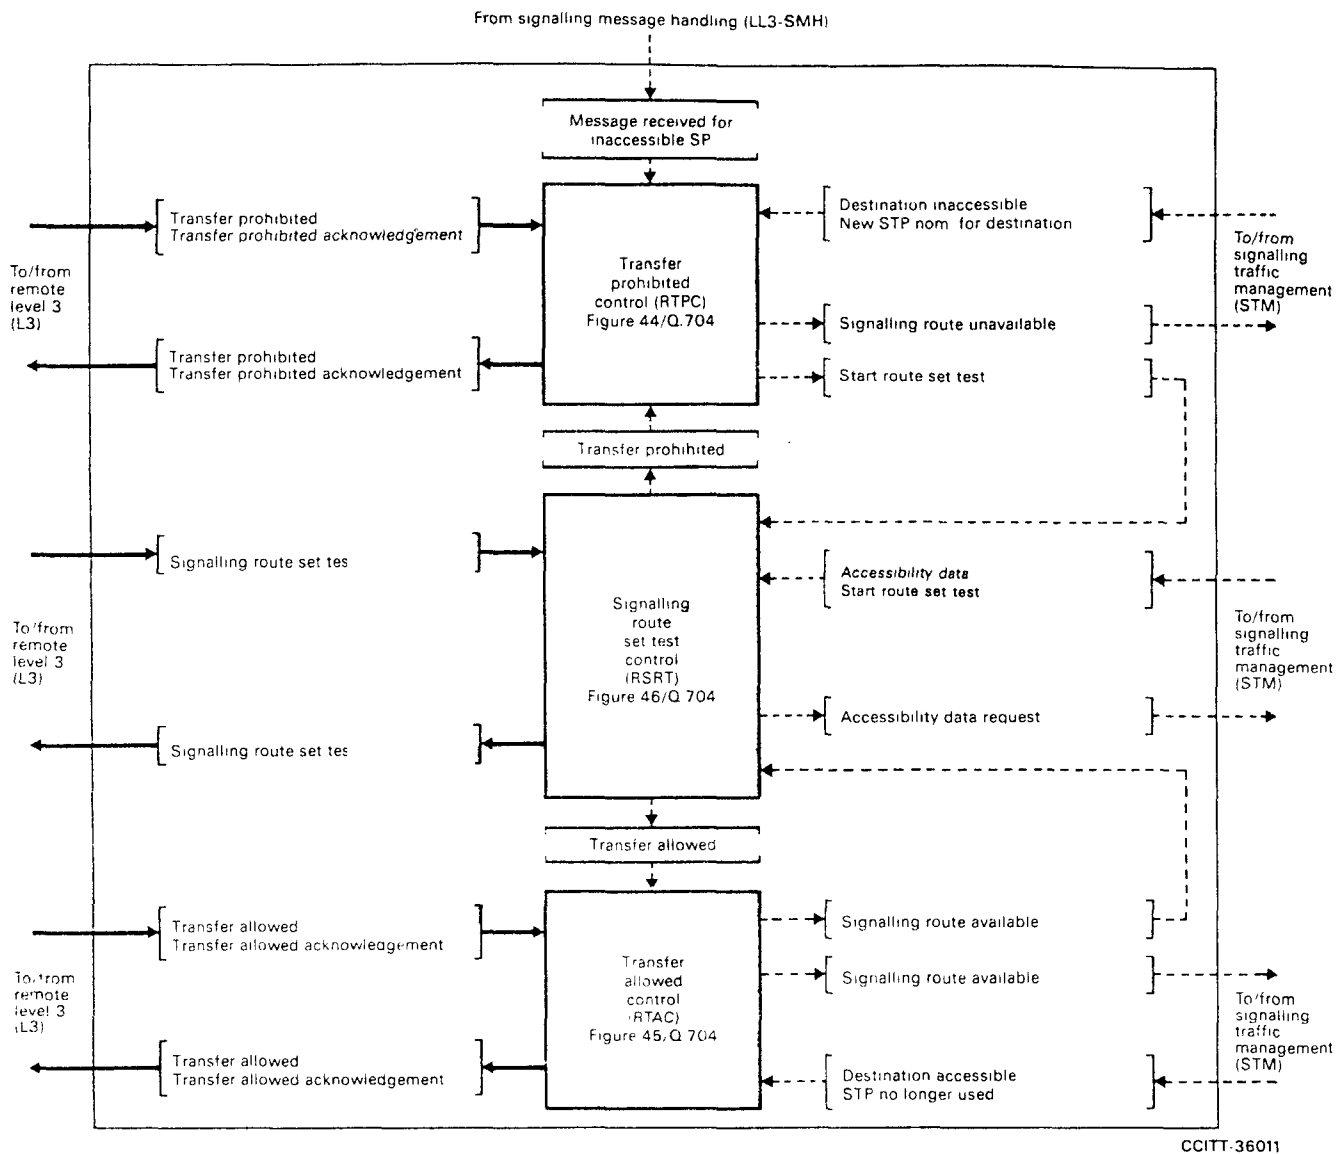 From signalling message handling (LL3-SMH)
Message received for
inaccessible SP
Transfer prohibited
Transfer prohibited acknowledgement
Destination inaccessible
New STP nom for destination
To/from
remote
level 3
(L3)
Transfer
prohibited
control (RTPC)
Figure 44/Q.704
To/from
signalling
traffic
management
(STM)
Signalling route unavailable
Transfer prohibited
Transfer prohibited acknowledgement
Start route set test
Transfer prohibited
Signalling route set tes
Accessibility data
Start route set test
To/from
remote
level 3
(L3)
Signalling
route
set test
control
(RSRT)
Figure 46/Q 704
To/from
signalling
traffic
management
(STM)
Accessibility data request
Signalling route set tes
Transfer allowed
Transfer allowed
Transfer allowed acknowledgement
Signalling route available
Signalling route available
To/from
remote
level 3
(L3)
Transfer
allowed
control
(RTAC)
Figure 45/Q 704
To/from
signalling
traffic
management
(STM)
Transfer allowed
Transfer allowed acknowledgement
Destination accessible
STP no longer used
CCITT-36011